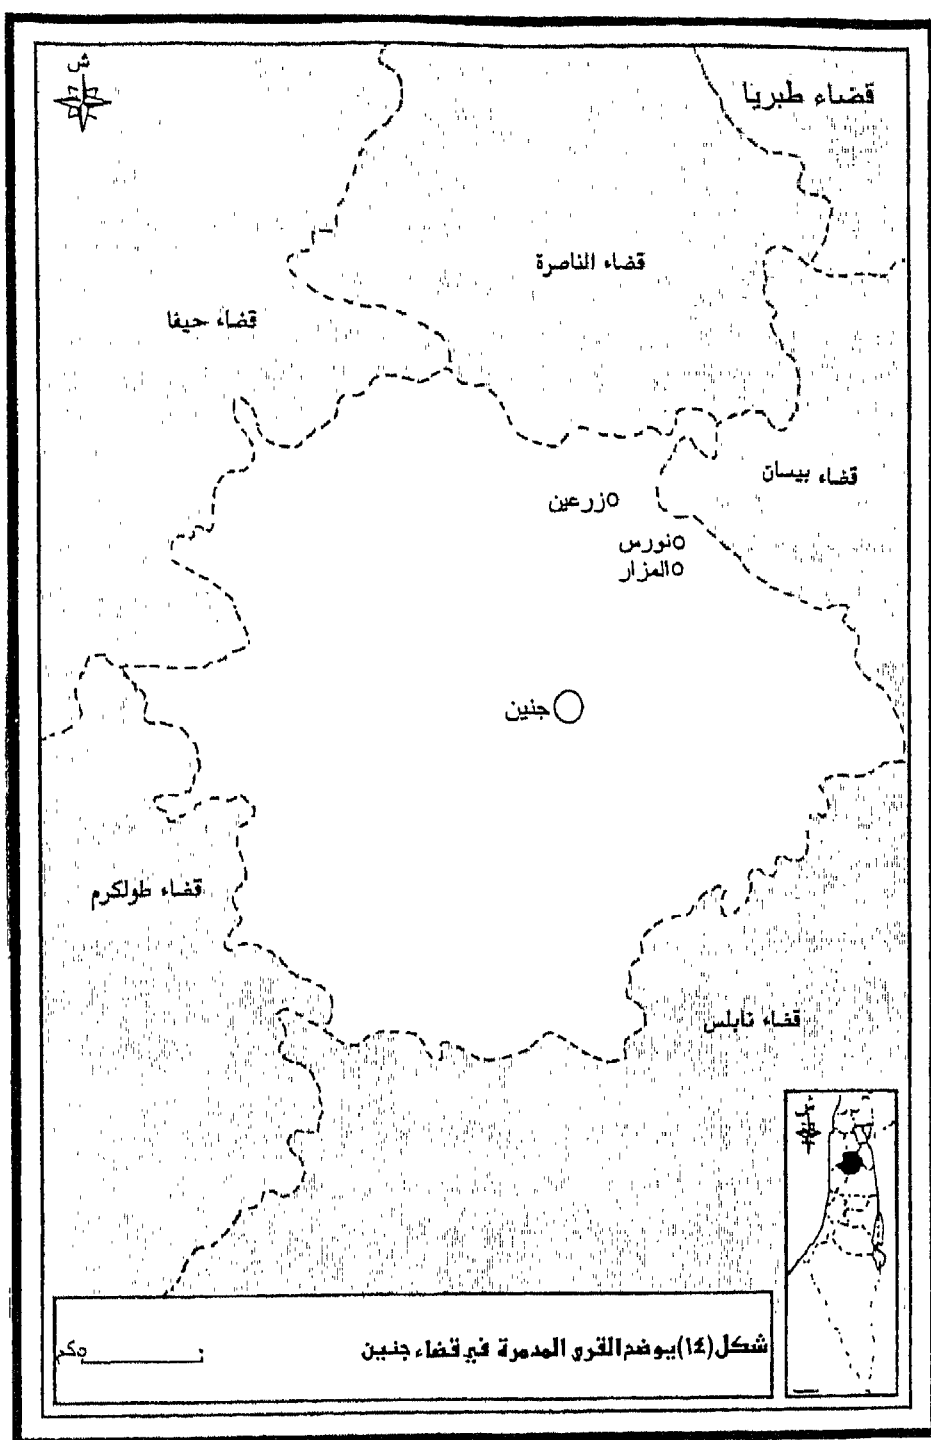 ش
قضاء طبريا
قضاء الناصرة
قضاء حيفا
قضاء بيسان
زرعين
نورس
المزار
جنين
قضاء طولكرم
قضاء نابلس
ش
شكل (١٤) يوضح القرى المدمرة في قضاء جنين
٥كم